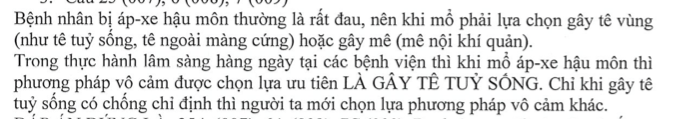 Bệnh nhân bị áp-xe hậu môn thường là rất đau, nên khi mổ phải lựa chọn gây tê vùng
(như tê tuỷ sống, tê ngoài màng cứng) hoặc gây mê (mê nội khí quản).
Trong thực hành lâm sàng hàng ngày tại các bệnh viện thì khi mổ áp-xe hậu môn thì
phương pháp vô cảm được chọn lựa ưu tiên LÀ GÂY TÊ TUỶ SỐNG. Chỉ khi gây tê
tuỷ sống có chống chỉ định thì người ta mới chọn lựa phương pháp vô cảm khác.